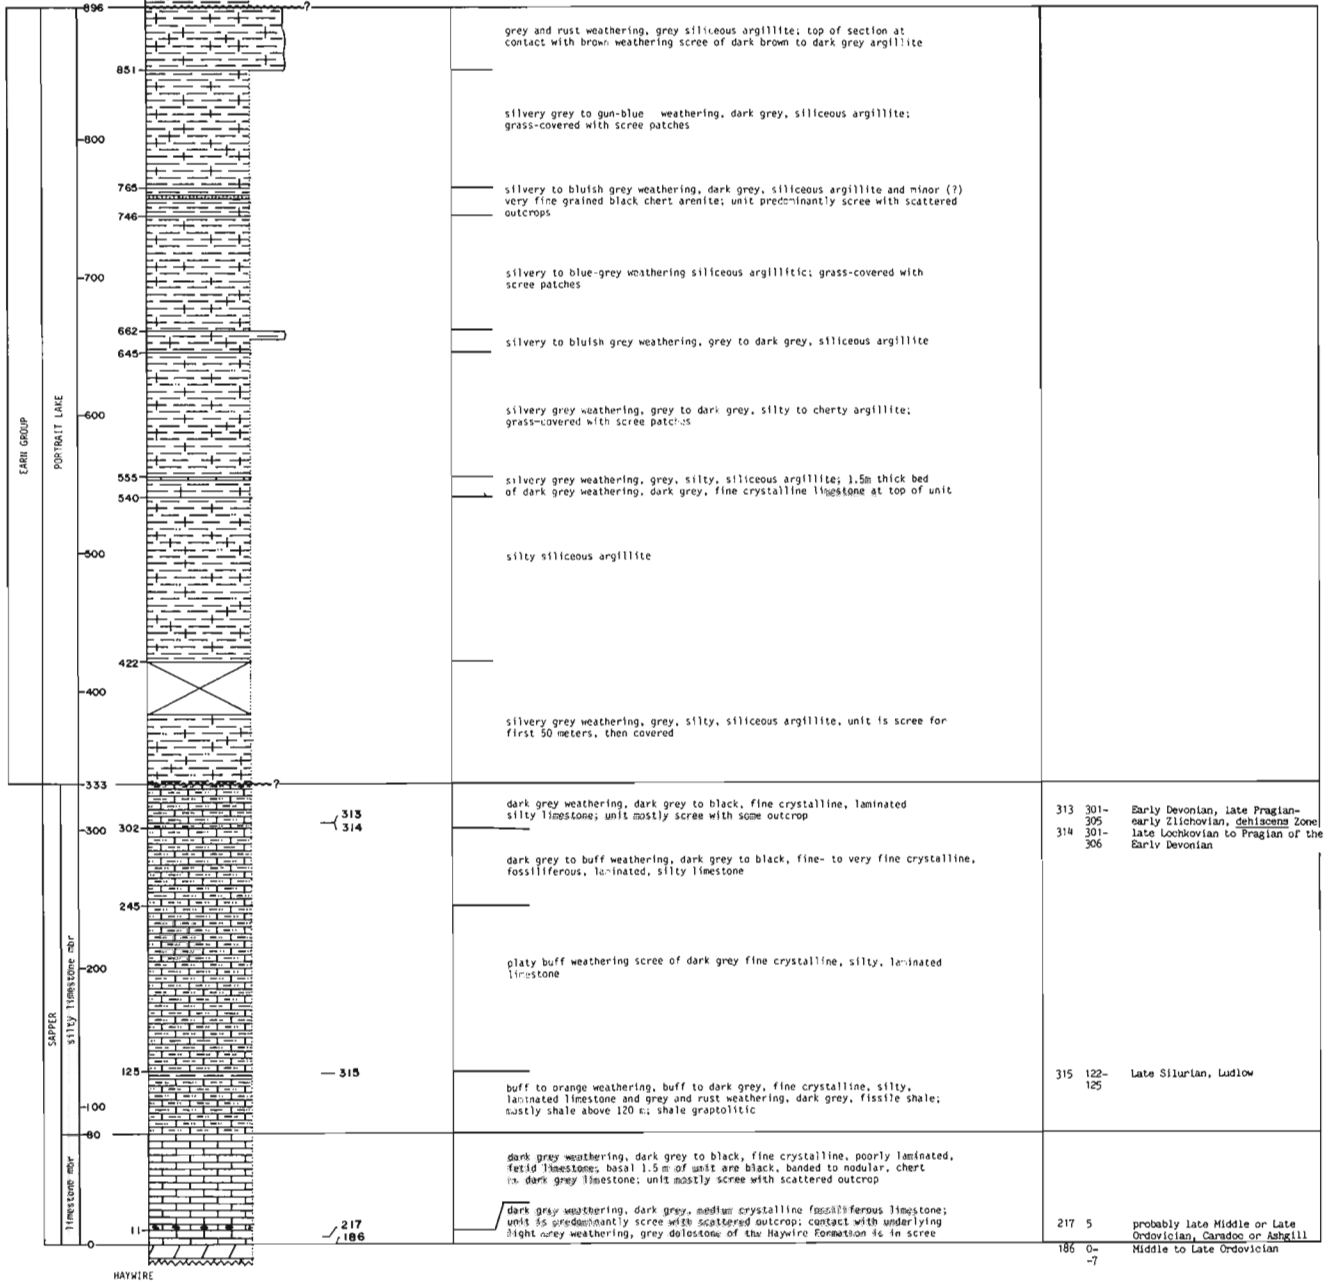 896
?
grey and rust weathering, grey siliceous argillite; top of section at
contact with brown weathering scree of dark brown to dark grey argillite
851
silvery grey to gun-blue weathering, dark grey, siliceous argillite;
grass-covered with scree patches
800
765
silvery to bluish grey weathering, dark grey, siliceous argillite and minor (?)
very fine grained black chert arenite; unit predominantly scree with scattered
outcrops
746
silvery to blue-grey weathering siliceous argillitic; grass-covered with
scree patches
700
662
silvery to bluish grey weathering, grey to dark grey, siliceous argillite
645
silvery grey weathering, grey to dark grey, silty to cherty argillite;
grass-covered with scree patches
600
EARN GROUP
PORTRAIT LAKE
555
silvery grey weathering, grey, silty, siliceous argillite; 1.5m thick bed
of dark grey weathering, dark grey, fine crystalline limestone at top of unit
540
silty siliceous argillite
500
422
400
silvery grey weathering, grey, silty, siliceous argillite, unit is scree for
first 50 meters, then covered
333
?
dark grey weathering, dark grey to black, fine crystalline, laminated
silty limestone; unit mostly scree with some outcrop
313
314
300
302
313 301- Early Devonian, late Pragian-
305 early Zlichovian, dehiscens Zone
314 301- late Lochkovian to Pragian of the
306 Early Devonian
dark grey to buff weathering, dark grey to black, fine- to very fine crystalline,
fossiliferous, laminated, silty limestone
245
platy buff weathering scree of dark grey fine crystalline, silty, laminated
limestone
200
SAPPER
silty limestone mbr
125
315
315 122- Late Silurian, Ludlow
125
buff to orange weathering, buff to dark grey, fine crystalline, silty,
laminated limestone and grey and rust weathering, dark grey, fissile shale;
mostly shale above 120 m; shale graptolitic
100
80
limestone mbr
dark grey weathering, dark grey to black, fine crystalline, poorly laminated,
fetid limestone; basal 1.5 m of unit are black, banded to nodular, chert
in dark grey limestone; unit mostly scree with scattered outcrop
11
217
186
dark grey weathering, dark grey, medium crystalline fossiliferous limestone;
unit is predominantly scree with scattered outcrop; contact with underlying
light grey weathering, grey dolostone of the Haywire Formation is in scree
217 5 probably late Middle or Late
Ordovician, Caradoc or Ashgill
186 0- Middle to Late Ordovician
-7
0
HAYWIRE